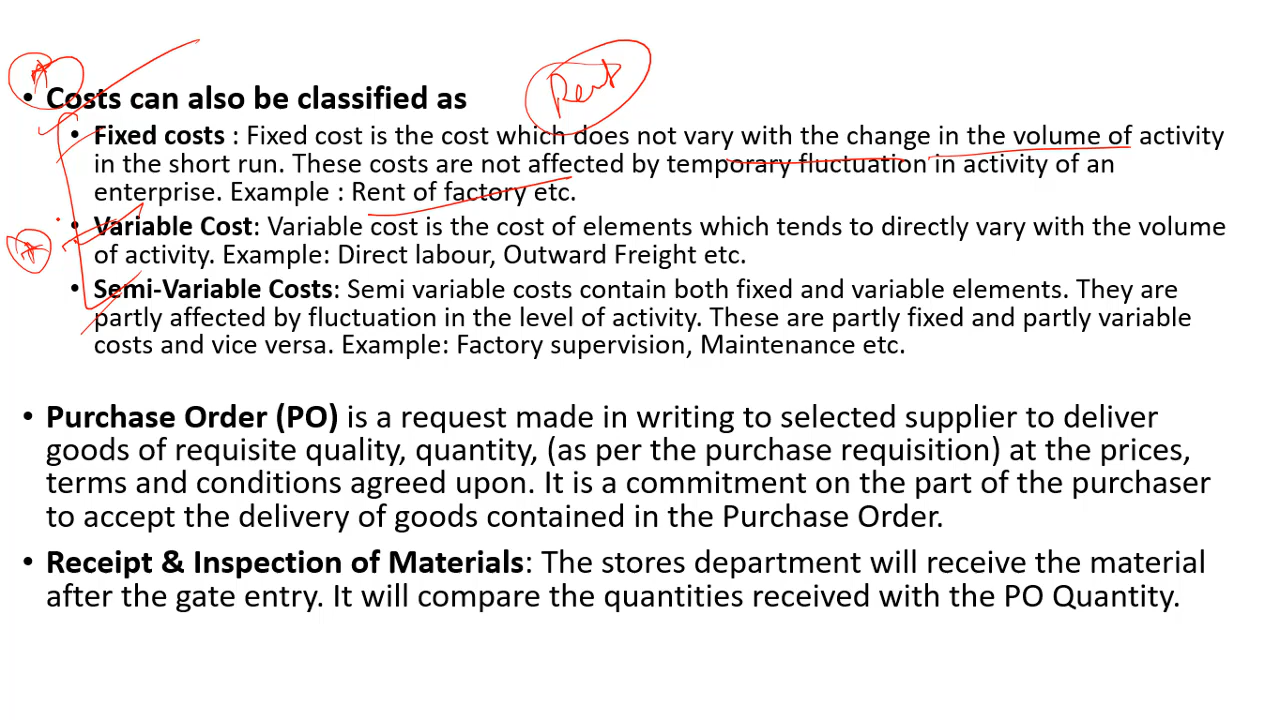 Rent
• Costs can also be classified as
• Fixed costs : Fixed cost is the cost which does not vary with the change in the volume of activity
in the short run. These costs are not affected by temporary fluctuation in activity of an
enterprise. Example : Rent of factory etc.
• Variable Cost: Variable cost is the cost of elements which tends to directly vary with the volume
of activity. Example: Direct labour, Outward Freight etc.
• Semi-Variable Costs: Semi variable costs contain both fixed and variable elements. They are
partly affected by fluctuation in the level of activity. These are partly fixed and partly variable
costs and vice versa. Example: Factory supervision, Maintenance etc.
• Purchase Order (PO) is a request made in writing to selected supplier to deliver
goods of requisite quality, quantity, (as per the purchase requisition) at the prices,
terms and conditions agreed upon. It is a commitment on the part of the purchaser
to accept the delivery of goods contained in the Purchase Order.
• Receipt & Inspection of Materials: The stores department will receive the material
after the gate entry. It will compare the quantities received with the PO Quantity.